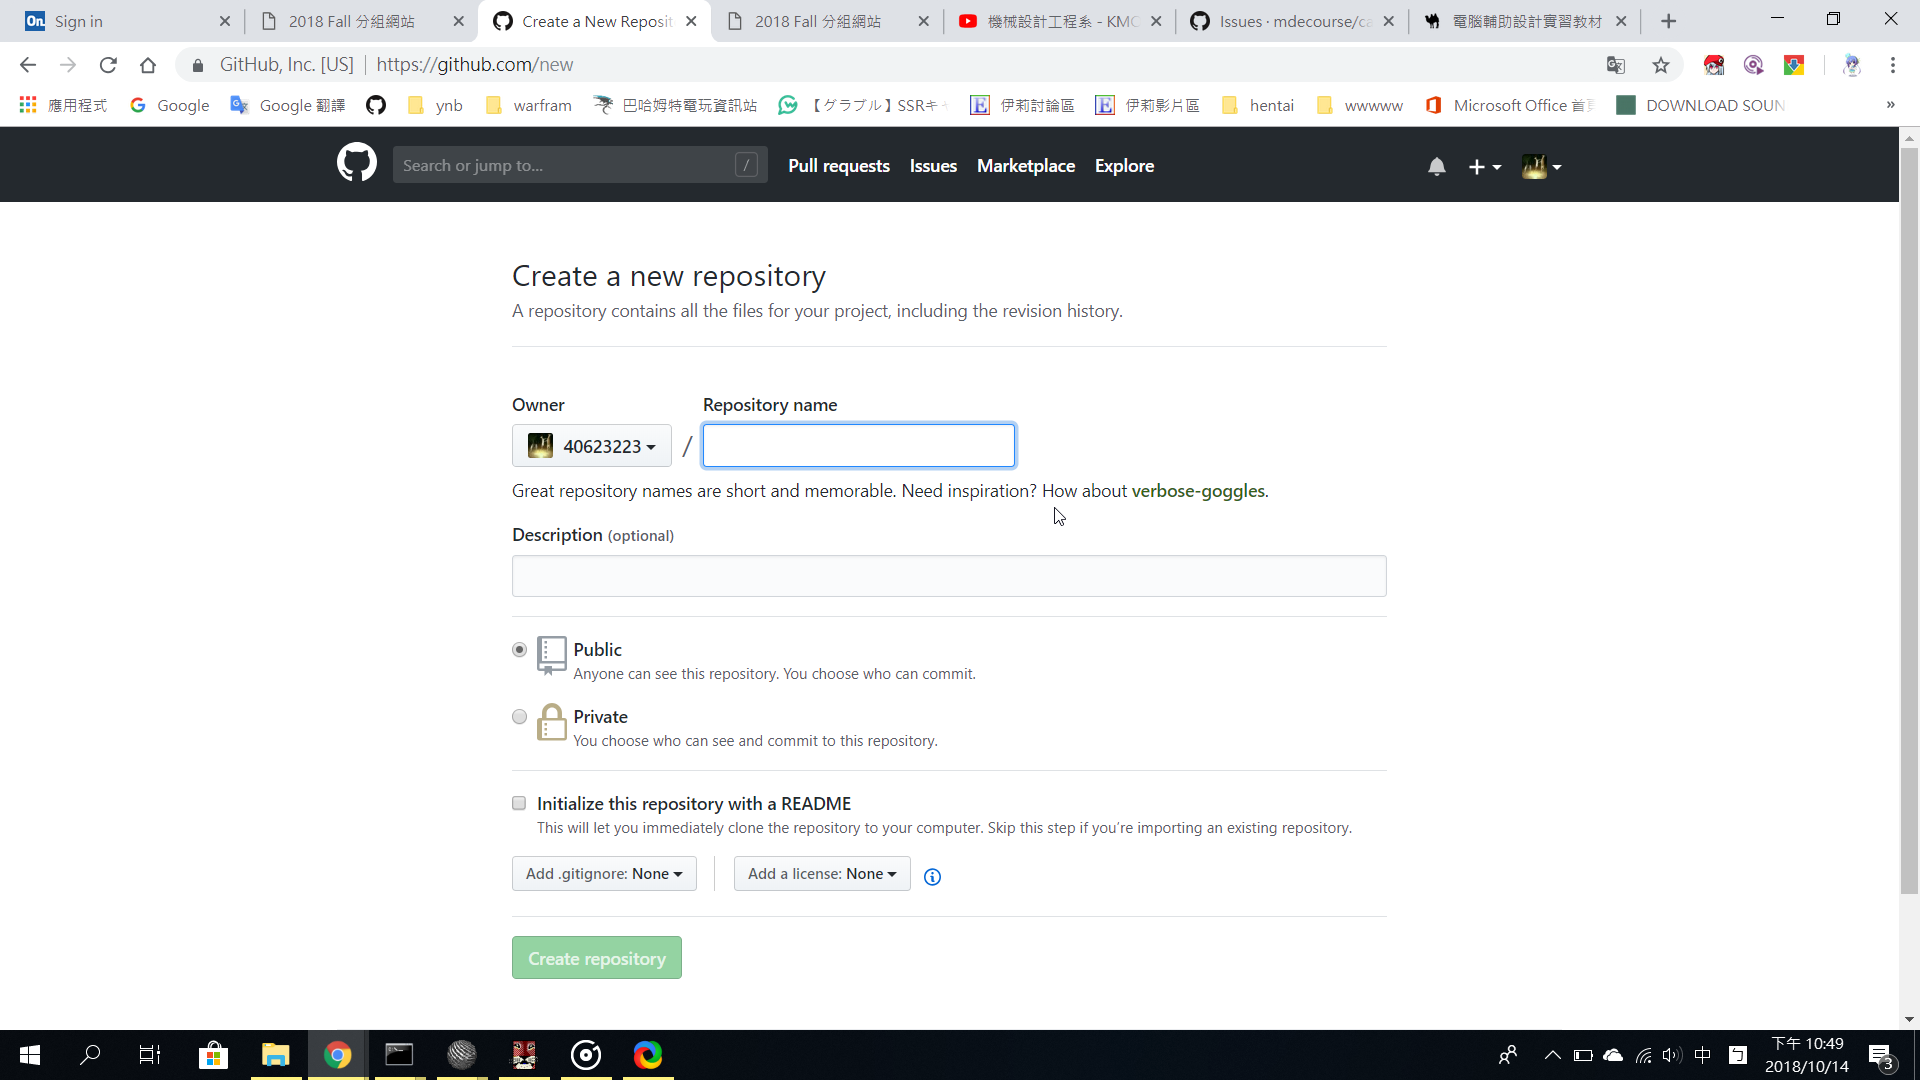 Sign in
2018 Fall 分組網站
Create a New Reposit
2018 Fall 分組網站
機械設計工程系 - KMC
Issues · mdecourse/ca
電腦輔助設計實習教材
GitHub, Inc. [US] | https://github.com/new
應用程式
Google
Google 翻譯
ynb
warfram
巴哈姆特電玩資訊站
【グラブル】SSRキャ
伊莉討論區
伊莉影片區
hentai
wwwww
Microsoft Office 首頁
DOWNLOAD SOUN
»
Search or jump to...
/
Pull requests
Issues
Marketplace
Explore
Create a new repository
A repository contains all the files for your project, including the revision history.
Owner
Repository name
40623223
/
Great repository names are short and memorable. Need inspiration? How about verbose-goggles.
Description (optional)
Public
Anyone can see this repository. You choose who can commit.
Private
You choose who can see and commit to this repository.
Initialize this repository with a README
This will let you immediately clone the repository to your computer. Skip this step if you're importing an existing repository.
Add .gitignore: None
Add a license: None
Create repository
中
下午 10:49
2018/10/14
3